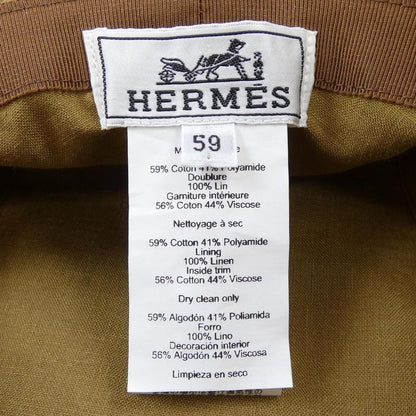 HERMÈS
59
59% Coton 41% Polyamide
Doublure
100% Lin
Garniture intérieure
56% Coton 44% Viscose
Nettoyage à sec
59% Cotton 41% Polyamide
Lining
100% Linen
Inside trim
56% Cotton 44% Viscose
Dry clean only
59% Algodón 41% Poliamida
Forro
100% Lino
Decoración interior
56% Algodón 44% Viscosa
Limpieza en seco